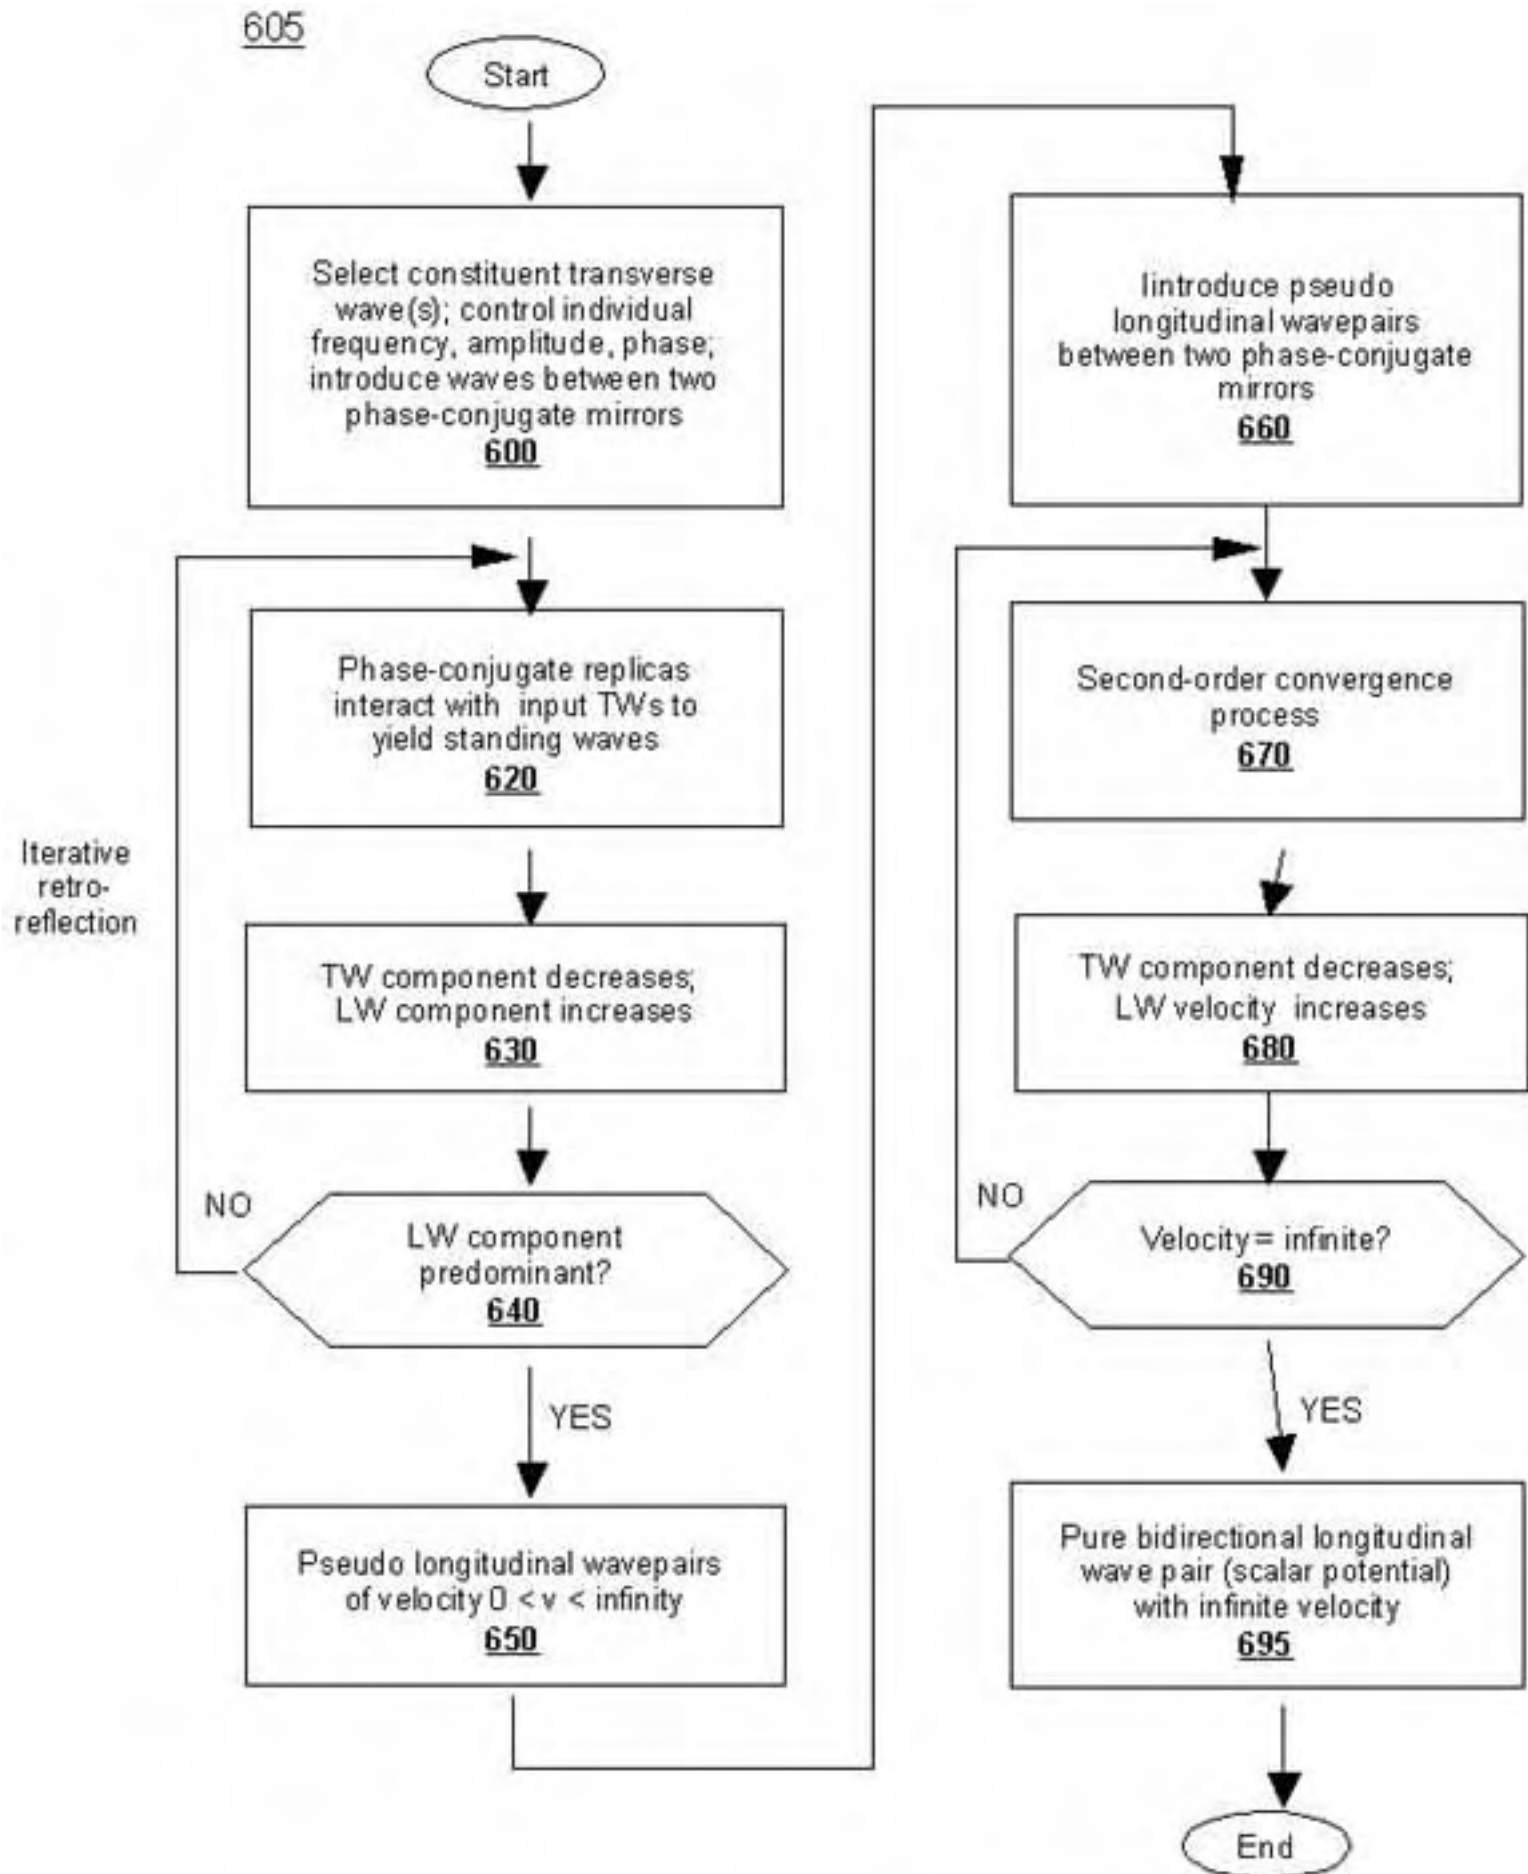 605
Start
Select constituent transverse
wave(s); control individual
frequency, amplitude, phase;
introduce waves between two
phase-conjugate mirrors
600
Phase-conjugate replicas
interact with input TWs to
yield standing waves
620
Iterative
retro-
reflection
TW component decreases;
LW component increases
630
NO
LW component
predominant?
640
YES
Pseudo longitudinal wavepairs
of velocity 0 < v < infinity
650
Iintroduce pseudo
longitudinal wavepairs
between two phase-conjugate
mirrors
660
Second-order convergence
process
670
TW component decreases;
LW velocity increases
680
NO
Velocity= infinite?
690
YES
Pure bidirectional longitudinal
wave pair (scalar potential)
with infinite velocity
695
End